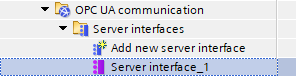 OPC UA communication
Server interfaces
Add new server interface
Server interface_1